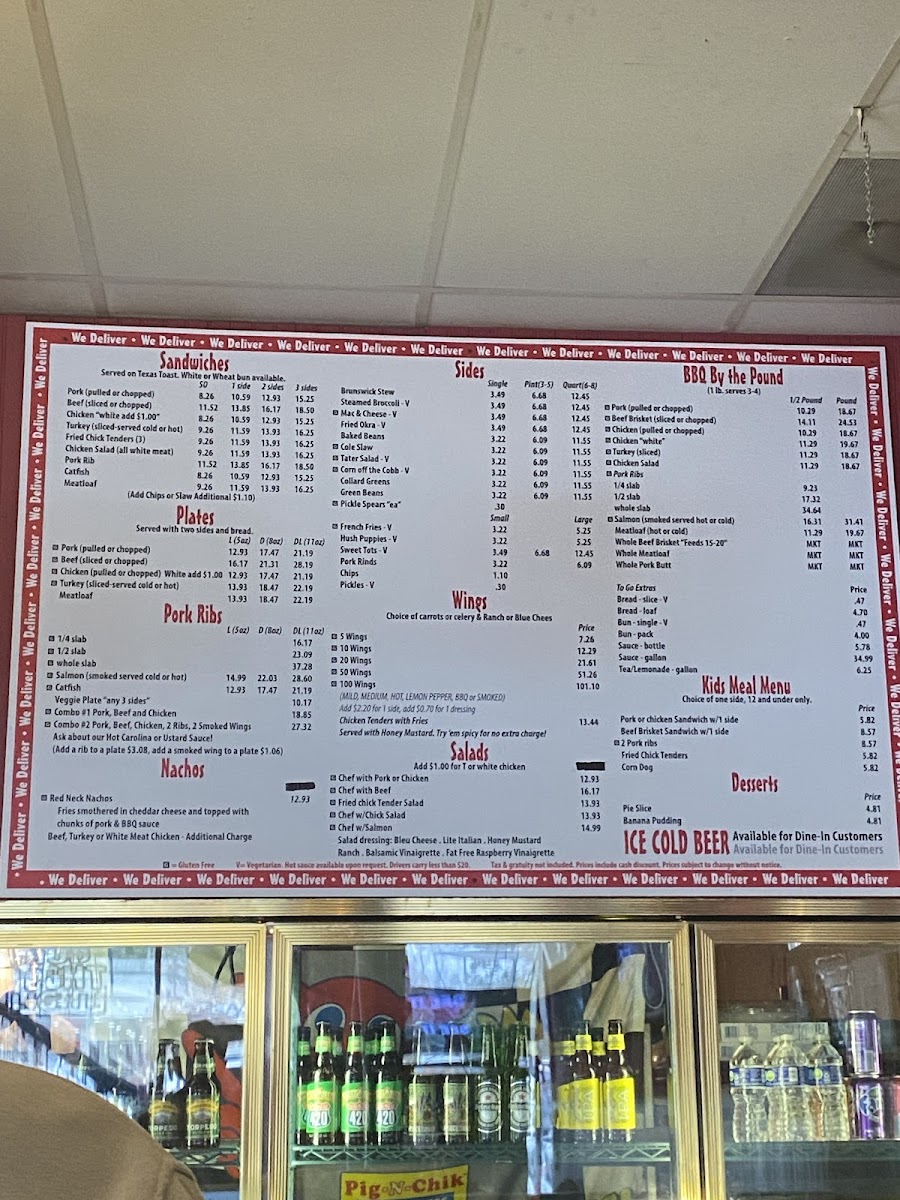 We Deliver • We Deliver • We Deliver • We Deliver • We Deliver • We Deliver • We Deliver • We Deliver • We Deliver • We Deliver • We Deliver
Sandwiches
Served on Texas Toast. White or Wheat bun available.
SO 1 side 2 sides 3 sides
Pork (pulled or chopped) 8.26 10.59 12.93 15.25
Beef (sliced or chopped) 11.52 13.85 16.17 18.50
Chicken "white add $1.00" 8.26 10.59 12.93 15.25
Turkey (sliced-served cold or hot) 9.26 11.59 13.93 16.25
Fried Chick Tenders (3) 9.26 11.59 13.93 16.25
Chicken Salad (all white meat) 9.26 11.59 13.93 16.25
Pork Rib 11.52 13.85 16.17 18.50
Catfish 8.26 10.59 12.93 15.25
Meatloaf 9.26 11.59 13.93 16.25
(Add Chips or Slaw Additional $1.10)
Plates
Served with two sides and bread.
L (5oz) D (8oz) DL (11oz)
G Pork (pulled or chopped) 12.93 17.47 21.19
G Beef (sliced or chopped) 16.17 21.31 28.19
G Chicken (pulled or chopped) White add $1.00 12.93 17.47 21.19
G Turkey (sliced-served cold or hot) 13.93 18.47 22.19
Meatloaf 13.93 18.47 22.19
Pork Ribs
L (5oz) D (8oz) DL (11oz)
G 1/4 slab 16.17
G 1/2 slab 23.09
G whole slab 37.28
G Salmon (smoked served hot or cold) 14.99 22.03 28.60
G Catfish 12.93 17.47 21.19
Veggie Plate "any 3 sides" 10.17
G Combo #1 Pork, Beef and Chicken 18.85
G Combo #2 Pork, Beef, Chicken, 2 Ribs, 2 Smoked Wings 27.32
Ask about our Hot Carolina or Ustard Sauce!
(Add a rib to a plate $3.08, add a smoked wing to a plate $1.06)
Nachos
G Red Neck Nachos 12.93
Fries smothered in cheddar cheese and topped with
chunks of pork & BBQ sauce
Beef, Turkey or White Meat Chicken - Additional Charge
Sides
Single Pint(3-5) Quart(6-8)
Brunswick Stew 3.49 6.68 12.45
Steamed Broccoli - V 3.49 6.68 12.45
G Mac & Cheese - V 3.49 6.68 12.45
Fried Okra - V 3.49 6.68 12.45
Baked Beans 3.22 6.09 11.55
G Cole Slaw 3.22 6.09 11.55
G Tater Salad - V 3.22 6.09 11.55
G Corn off the Cobb - V 3.22 6.09 11.55
Collard Greens 3.22 6.09 11.55
Green Beans 3.22 6.09 11.55
G Pickle Spears "ea" .30
Small Large
G French Fries - V 3.22 5.25
Hush Puppies - V 3.22 5.25
Sweet Tots - V 3.49 6.68 12.45
Pork Rinds 3.22 6.09
Chips 1.10
Pickles - V .30
Wings
Choice of carrots or celery & Ranch or Blue Chees
Price
G 5 Wings 7.26
G 10 Wings 12.29
G 20 Wings 21.61
G 50 Wings 51.26
G 100 Wings 101.10
(MILD, MEDIUM, HOT, LEMON PEPPER, BBQ or SMOKED)
Add $2.20 for 1 side, add $0.70 for 1 dressing
Chicken Tenders with Fries 13.44
Served with Honey Mustard. Try 'em spicy for no extra charge!
Salads
Add $1.00 for T or white chicken
G Chef with Pork or Chicken 12.93
G Chef with Beef 16.17
G Fried chick Tender Salad 13.93
G Chef w/Chick Salad 13.93
G Chef w/Salmon 14.99
Salad dressing: Bleu Cheese . Lite Italian . Honey Mustard
Ranch . Balsamic Vinaigrette . Fat Free Raspberry Vinaigrette
BBQ By the Pound
(1 lb. serves 3-4)
1/2 Pound Pound
G Pork (pulled or chopped) 10.29 18.67
G Beef Brisket (sliced or chopped) 14.11 24.53
G Chicken (pulled or chopped) 10.29 18.67
G Chicken "white" 11.29 19.67
G Turkey (sliced) 11.29 18.67
G Chicken Salad 11.29 18.67
G Pork Ribs
1/4 slab 9.23
1/2 slab 17.32
whole slab 34.64
G Salmon (smoked served hot or cold) 16.31 31.41
Meatloaf (hot or cold) 11.29 19.67
Whole Beef Brisket "Feeds 15-20" MKT MKT
Whole Meatloaf MKT MKT
Whole Pork Butt MKT MKT
To Go Extras Price
Bread - slice - V .47
Bread - loaf 4.70
Bun - single - V .47
Bun - pack 4.00
Sauce - bottle 5.78
Sauce - gallon 34.99
Tea/Lemonade - gallon 6.25
Kids Meal Menu
Choice of one side, 12 and under only.
Price
Pork or chicken Sandwich w/1 side 5.82
Beef Brisket Sandwich w/1 side 8.57
G 2 Pork ribs 8.57
Fried Chick Tenders 5.82
Corn Dog 5.82
Desserts
Price
Pie Slice 4.81
Banana Pudding 4.81
ICE COLD BEER Available for Dine-In Customers
Available for Dine-In Customers
G = Gluten Free V= Vegetarian. Hot sauce available upon request. Drivers carry less than $20. Tax & gratuity not included. Prices include cash discount. Prices subject to change without notice.
We Deliver • We Deliver • We Deliver • We Deliver • We Deliver • We Deliver • We Deliver • We Deliver • We Deliver • We Deliver • We Deliver • We Deliver
TORPEDO
420
420
420
Pig-N-Chik